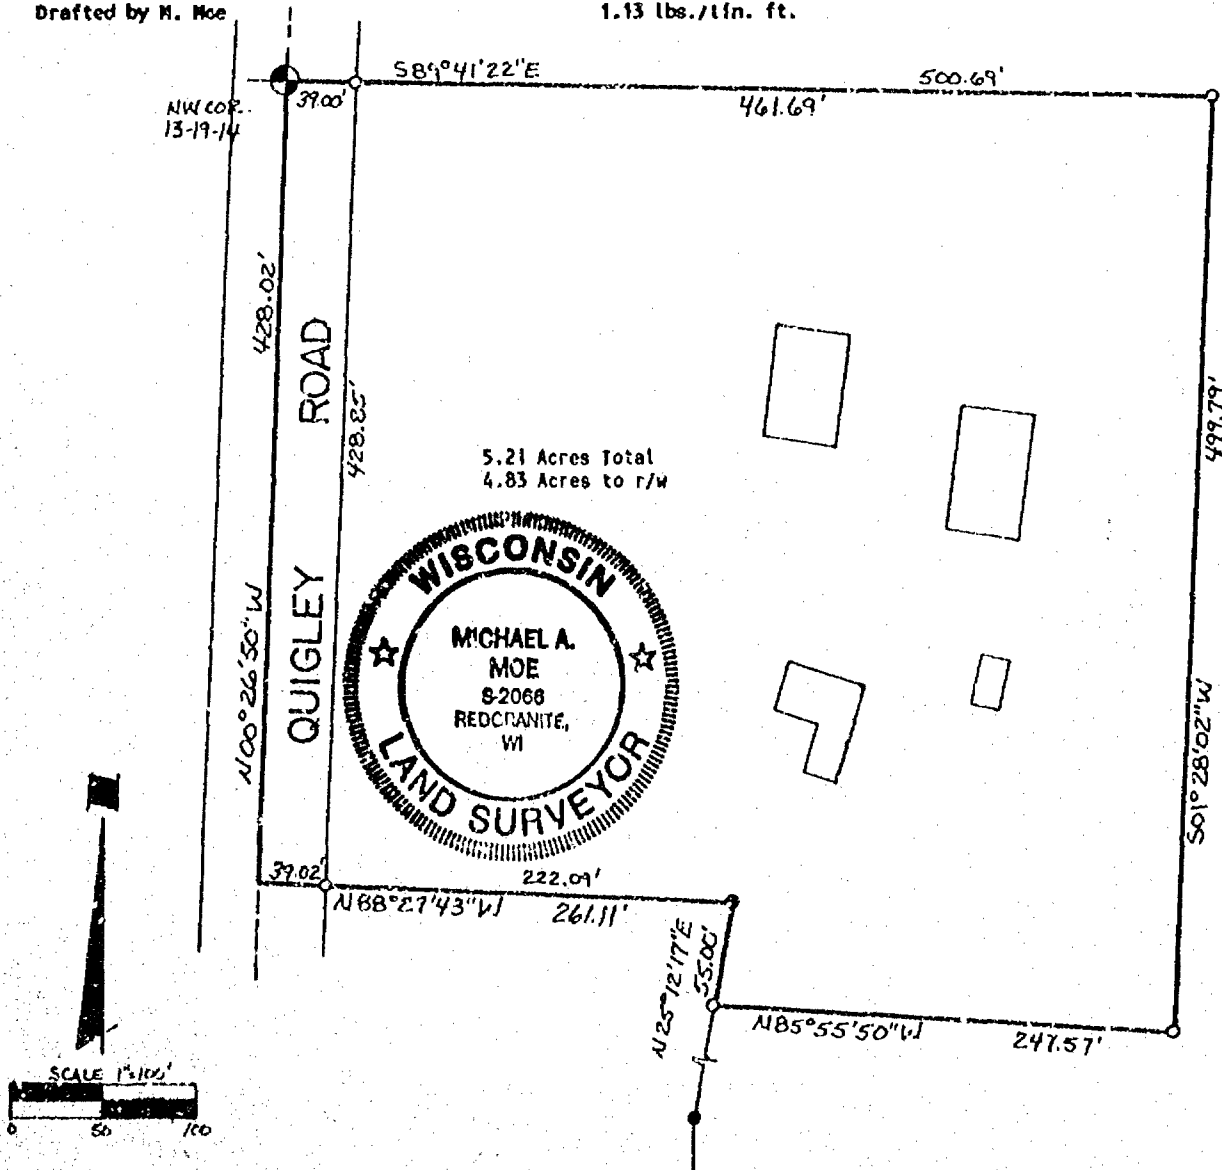 Drafted by M. Moe
1.13 lbs./lin. ft.
S89°41'22"E
500.69'
39.00'
461.69'
NW COR.
13-19-14
428.02'
QUIGLEY ROAD
428.85'
499.79'
5.21 Acres Total
4.83 Acres to r/w
WISCONSIN
MICHAEL A.
MOE
S-2066
REDGRANITE,
WI
LAND SURVEYOR
N00°26'50"W
S01°28'02"W
39.02'
222.09'
N88°27'43"W
261.11'
N25°12'17"E
55.00'
N85°55'50"W
247.57'
SCALE 1"=100'
0 50 100